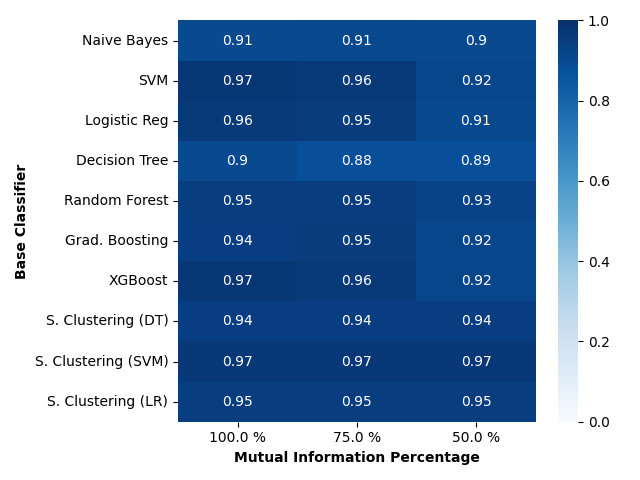 Base Classifier
Naive Bayes 0.91 0.91 0.9
SVM 0.97 0.96 0.92
Logistic Reg 0.96 0.95 0.91
Decision Tree 0.9 0.88 0.89
Random Forest 0.95 0.95 0.93
Grad. Boosting 0.94 0.95 0.92
XGBoost 0.97 0.96 0.92
S. Clustering (DT) 0.94 0.94 0.94
S. Clustering (SVM) 0.97 0.97 0.97
S. Clustering (LR) 0.95 0.95 0.95
100.0 % 75.0 % 50.0 %
Mutual Information Percentage
1.0
0.8
0.6
0.4
0.2
0.0